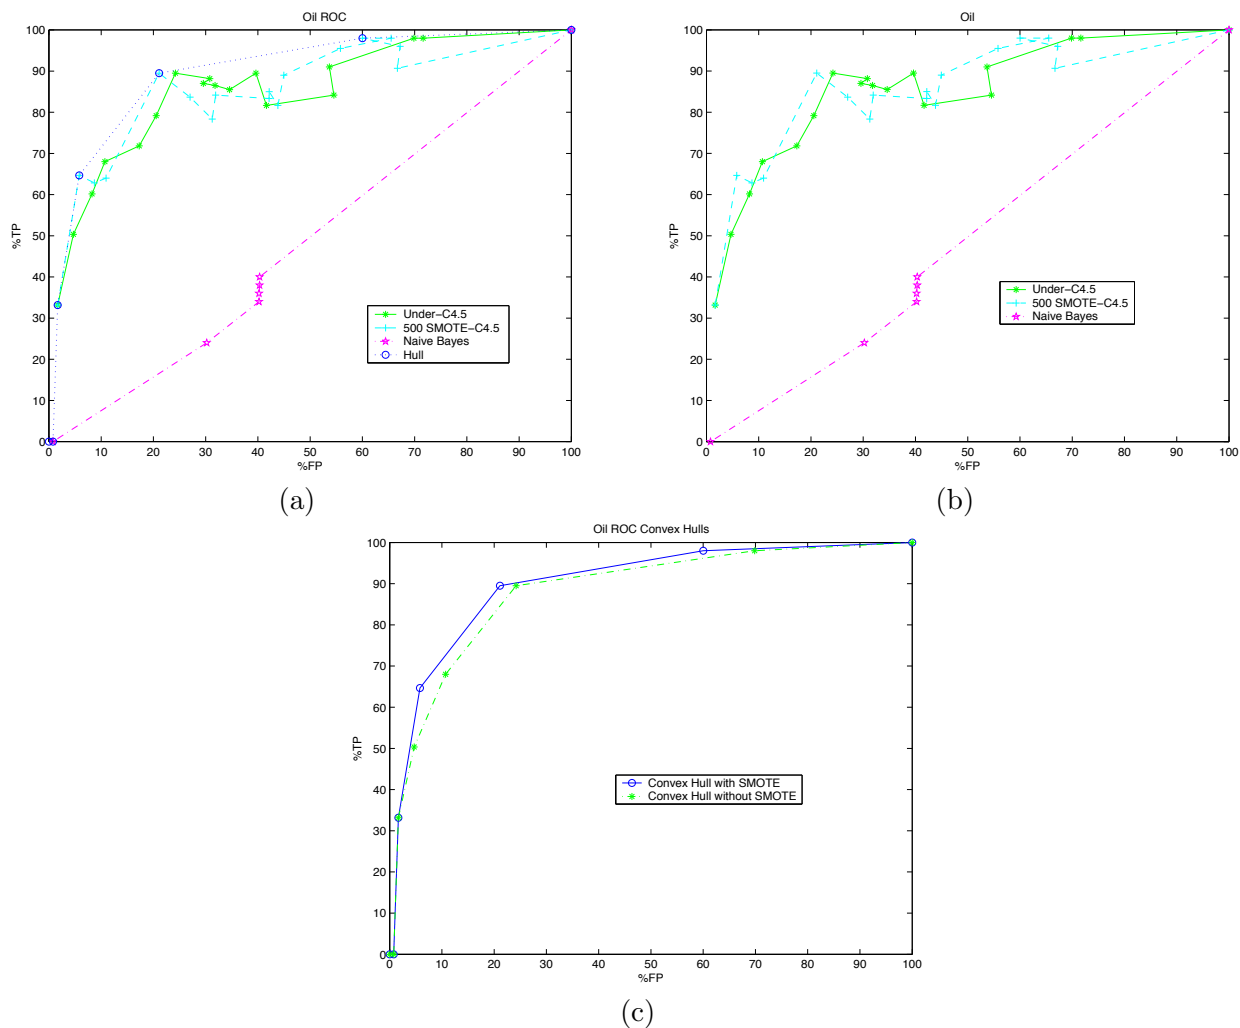 Oil ROC
100
90
80
70
60
50
40
30
20
10
0
%TP
Under−C4.5
500 SMOTE−C4.5
Naive Bayes
Hull
0 10 20 30 40 50 60 70 80 90 100
%FP
(a)
Oil
100
90
80
70
60
50
40
30
20
10
0
%TP
Under−C4.5
500 SMOTE−C4.5
Naive Bayes
0 10 20 30 40 50 60 70 80 90 100
%FP
(b)
Oil ROC Convex Hulls
100
90
80
70
60
50
40
30
20
10
0
%TP
Convex Hull with SMOTE
Convex Hull without SMOTE
0 10 20 30 40 50 60 70 80 90 100
%FP
(c)